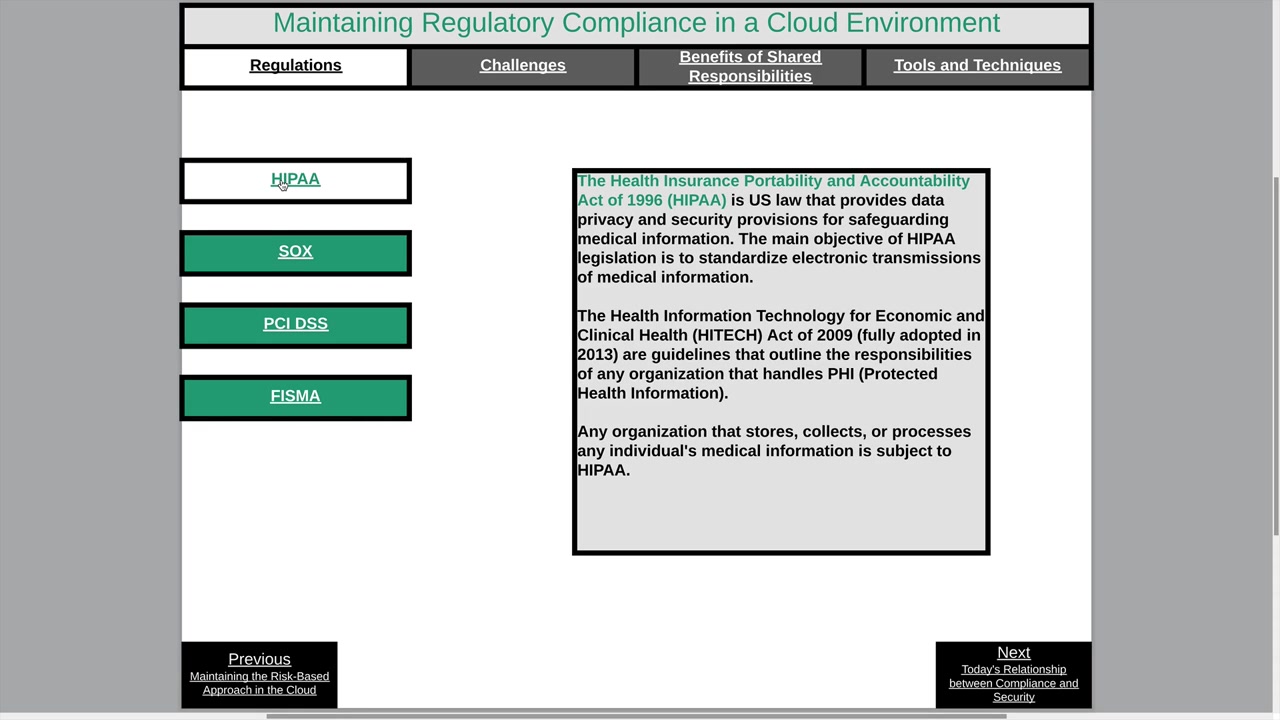 Maintaining Regulatory Compliance in a Cloud Environment
Regulations
Challenges
Benefits of Shared
Responsibilities
Tools and Techniques
HIPAA
SOX
PCI DSS
FISMA
The Health Insurance Portability and Accountability
Act of 1996 (HIPAA) is US law that provides data
privacy and security provisions for safeguarding
medical information. The main objective of HIPAA
legislation is to standardize electronic transmissions
of medical information.
The Health Information Technology for Economic and
Clinical Health (HITECH) Act of 2009 (fully adopted in
2013) are guidelines that outline the responsibilities
of any organization that handles PHI (Protected
Health Information).
Any organization that stores, collects, or processes
any individual's medical information is subject to
HIPAA.
Previous
Maintaining the Risk-Based
Approach in the Cloud
Next
Today's Relationship
between Compliance and
Security